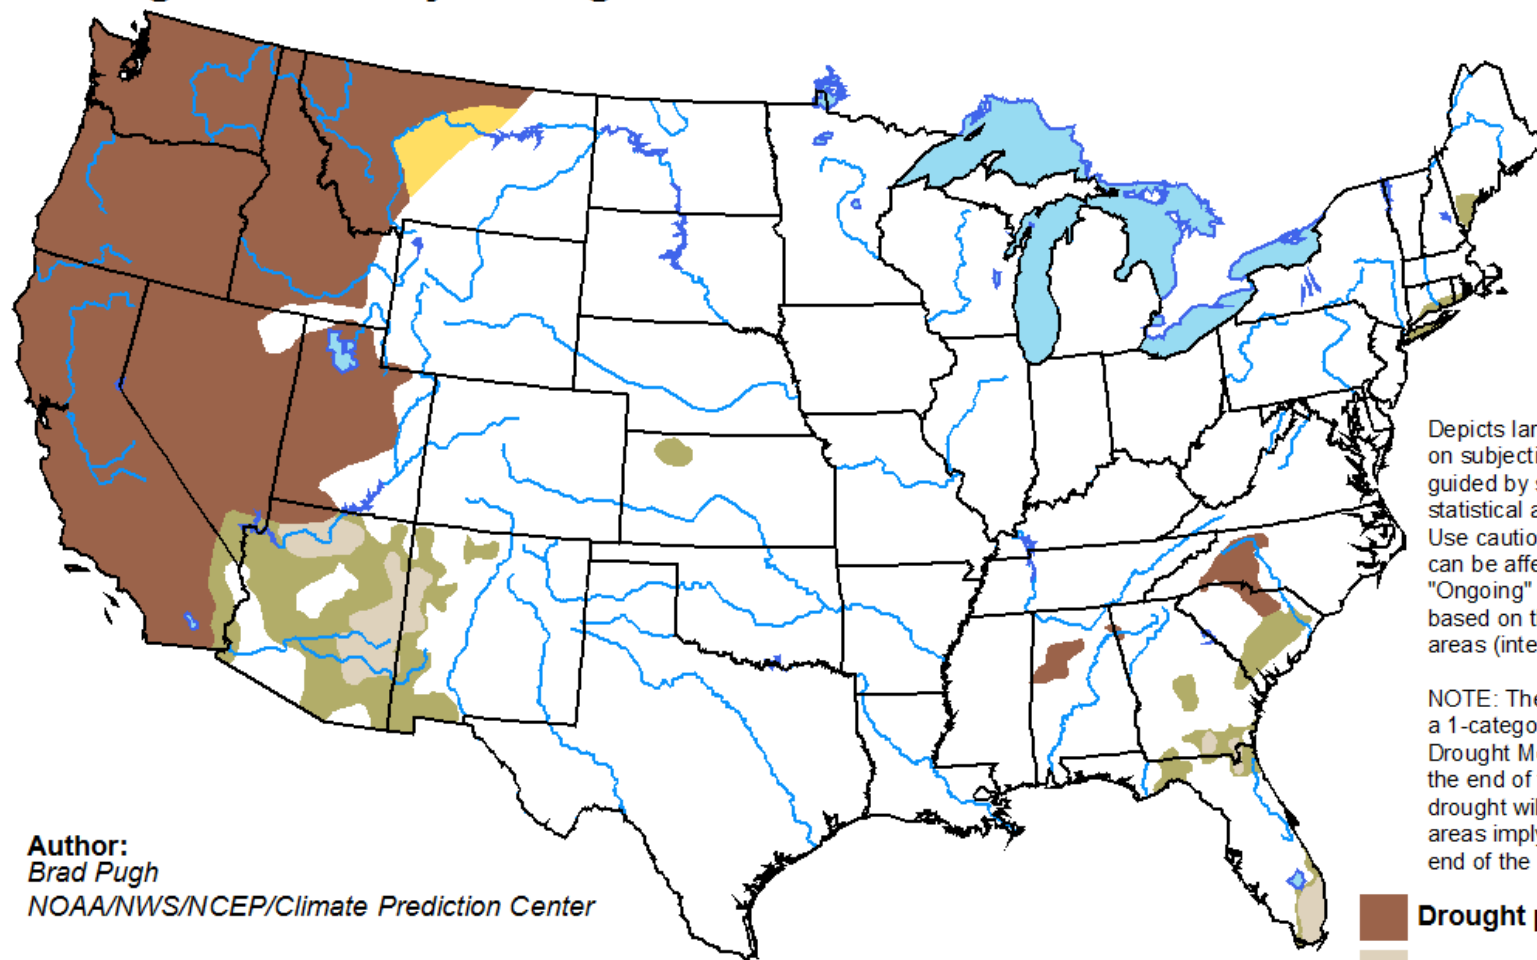 Author:
Brad Pugh
NOAA/NWS/NCEP/Climate Prediction Center
Depicts lar
on subjecti
guided by s
statistical a
Use cautio
can be affe
"Ongoing"
based on t
areas (inte
NOTE: The
a 1-catego
Drought M
the end of
drought wil
areas imply
end of the
Drought p